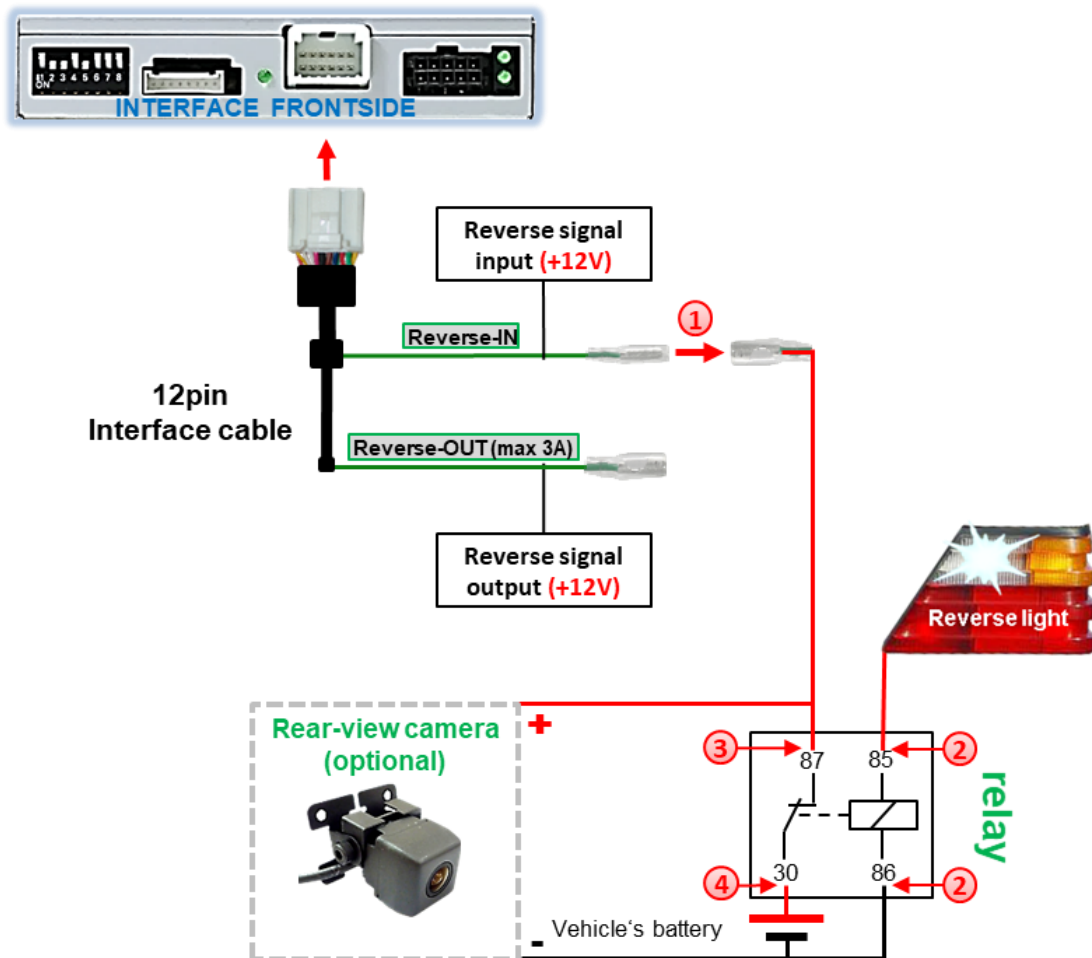 1 2 3 4 5 6 7 8
ON
INTERFACE FRONTSIDE
Reverse signal
input (+12V)
Reverse-IN
1
12pin
Interface cable
Reverse-OUT (max 3A)
Reverse signal
output (+12V)
Reverse light
Rear-view camera
(optional)
+
3
87
85
2
relay
4
30
86
2
- Vehicle‘s battery